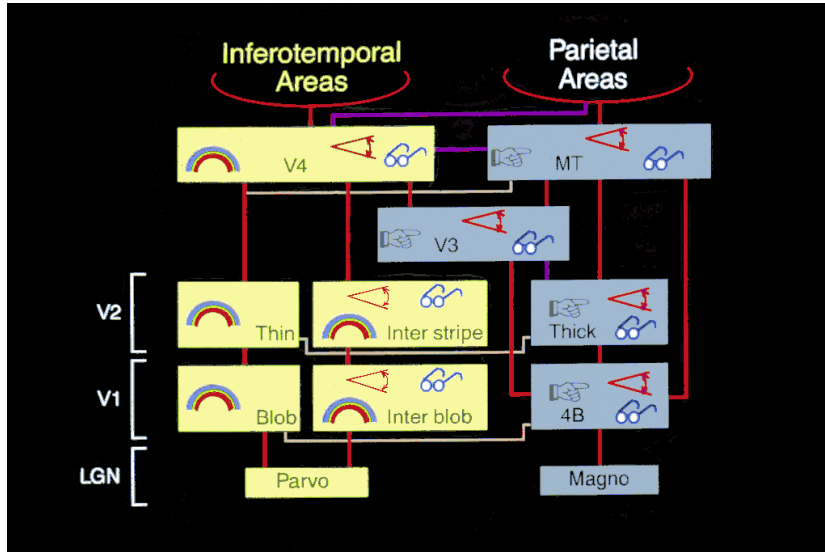 Inferotemporal
Areas
Parietal
Areas
V4
MT
V3
V2
Thin
Inter stripe
Thick
V1
Blob
Inter blob
4B
LGN
Parvo
Magno